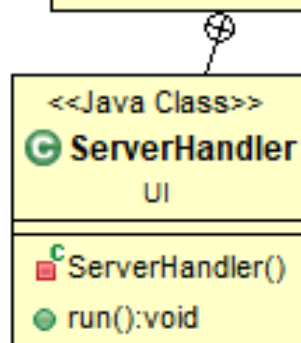 <<Java Class>>
C ServerHandler
UI
C ServerHandler()
run():void